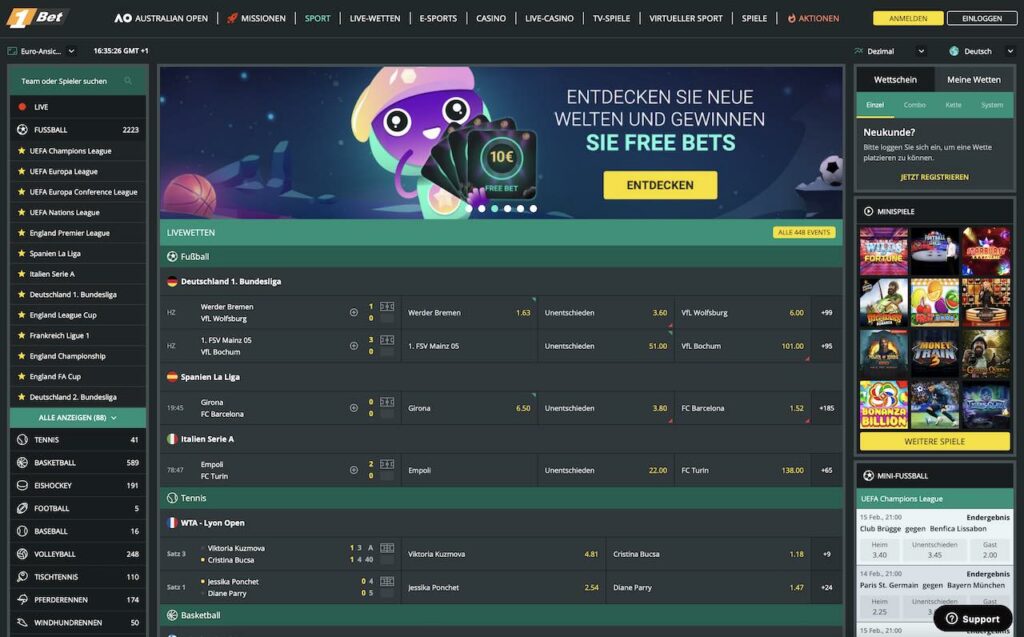 1Bet
AUSTRALIAN OPEN
MISSIONEN
SPORT
LIVE-WETTEN
E-SPORTS
CASINO
LIVE-CASINO
TV-SPIELE
VIRTUELLER SPORT
SPIELE
AKTIONEN
ANMELDEN
EINLOGGEN
Euro-Ansic...
16:35:26 GMT +1
Dezimal
Deutsch
Team oder Spieler suchen
LIVE
FUSSBALL 2223
UEFA Champions League
UEFA Europa League
UEFA Europa Conference League
UEFA Nations League
England Premier League
Spanien La Liga
Italien Serie A
Deutschland 1. Bundesliga
England League Cup
Frankreich Ligue 1
England Championship
England FA Cup
Deutschland 2. Bundesliga
ALLE ANZEIGEN (88)
TENNIS 41
BASKETBALL 589
EISHOCKEY 191
FOOTBALL 5
BASEBALL 16
VOLLEYBALL 248
TISCHTENNIS 110
PFERDERENNEN 174
WINDHUNDRENNEN 50
ENTDECKEN SIE NEUE
WELTEN UND GEWINNEN
SIE FREE BETS
ENTDECKEN
10€
FREE BET
LIVEWETTEN
ALLE 448 EVENTS
Fußball
Deutschland 1. Bundesliga
HZ
Werder Bremen 1
VfL Wolfsburg 0
Werder Bremen 1.63
Unentschieden 3.60
VfL Wolfsburg 6.00
+99
HZ
1. FSV Mainz 05 3
VfL Bochum 0
1. FSV Mainz 05
Unentschieden 51.00
VfL Bochum 101.00
+95
Spanien La Liga
19:45
Girona 0
FC Barcelona 0
Girona 6.50
Unentschieden 3.80
FC Barcelona 1.52
+185
Italien Serie A
78:47
Empoli 2
FC Turin 0
Empoli
Unentschieden 22.00
FC Turin 138.00
+65
Tennis
WTA - Lyon Open
Satz 3
Viktoria Kuzmova 1 3 A
Cristina Bucsa 1 4 40
Viktoria Kuzmova 4.81
Cristina Bucsa 1.18
+9
Satz 1
Jessika Ponchet 0 4
Diane Parry 0 5
Jessika Ponchet 2.54
Diane Parry 1.47
+24
Basketball
Wettschein
Meine Wetten
Einzel
Combo
Kette
System
Neukunde?
Bitte loggen Sie sich ein, um eine Wette
platzieren zu können.
JETZT REGISTRIEREN
MINISPIELE
WILDS
FORTUNE
MONEY
TRAIN
BONANZA
BILLION
WEITERE SPIELE
MINI-FUSSBALL
UEFA Champions League
15 Feb., 21:00 Endergebnis
Club Brügge gegen Benfica Lissabon
Heim Unentschieden Gast
3.40 3.45 2.00
14 Feb., 21:00 Endergebnis
Paris St. Germain gegen Bayern München
Heim
2.25
15 Feb., 21:00
Support